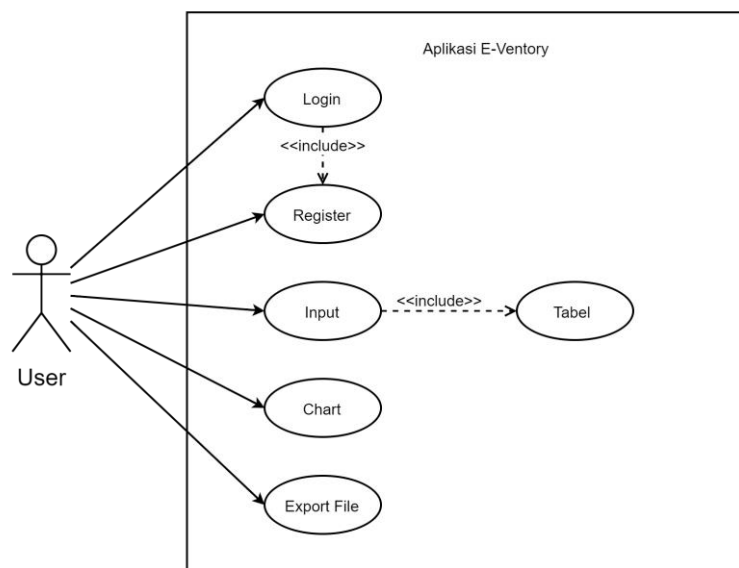 Aplikasi E-Ventory
Login
<<include>>
Register
Input
<<include>>
Tabel
User
Chart
Export File